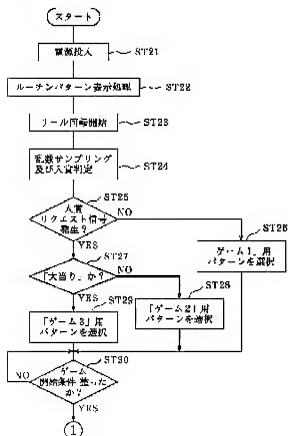 スタート
電源投入
ST21
ルーチンパターン表示処理
ST22
リール回転開始
ST23
乱数サンプリング
及び入賞判定
ST24
ST25
入賞
リクエスト信号
発生?
NO
YES
ST26
「ゲーム1」用
パターンを選択
ST27
「大当り」か?
NO
YES
ST28
「ゲーム2」用
パターンを選択
ST29
「ゲーム3」用
パターンを選択
ST30
ゲーム
開始条件 整ったか?
NO
YES
1